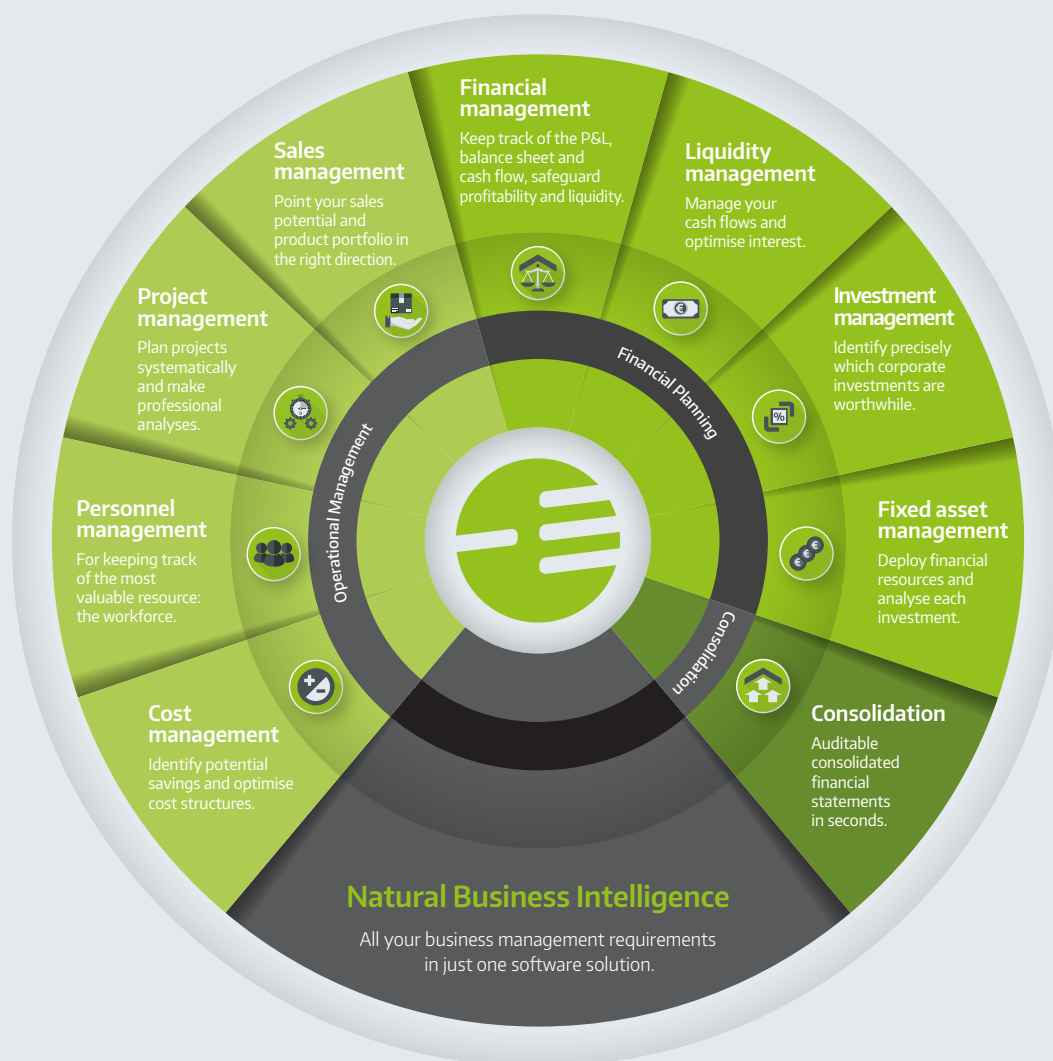 Financial
management
Keep track of the P&L,
balance sheet and
cash flow, safeguard
profitability and liquidity.
Liquidity
management
Manage your
cash flows and
optimise interest.
Investment
management
Identify precisely
which corporate
investments are
worthwhile.
Fixed asset
management
Deploy financial
resources and
analyse each
investment.
Consolidation
Auditable
consolidated
financial
statements
in seconds.
Sales
management
Point your sales
potential and
product portfolio in
the right direction.
Project
management
Plan projects
systematically
and make
professional
analyses.
Personnel
management
For keeping track
of the most
valuable resource:
the workforce.
Cost
management
Identify potential
savings and optimise
cost structures.
Operational Management
Financial Planning
Consolidation
€
%
€
€
€
+
-
Natural Business Intelligence
All your business management requirements
in just one software solution.